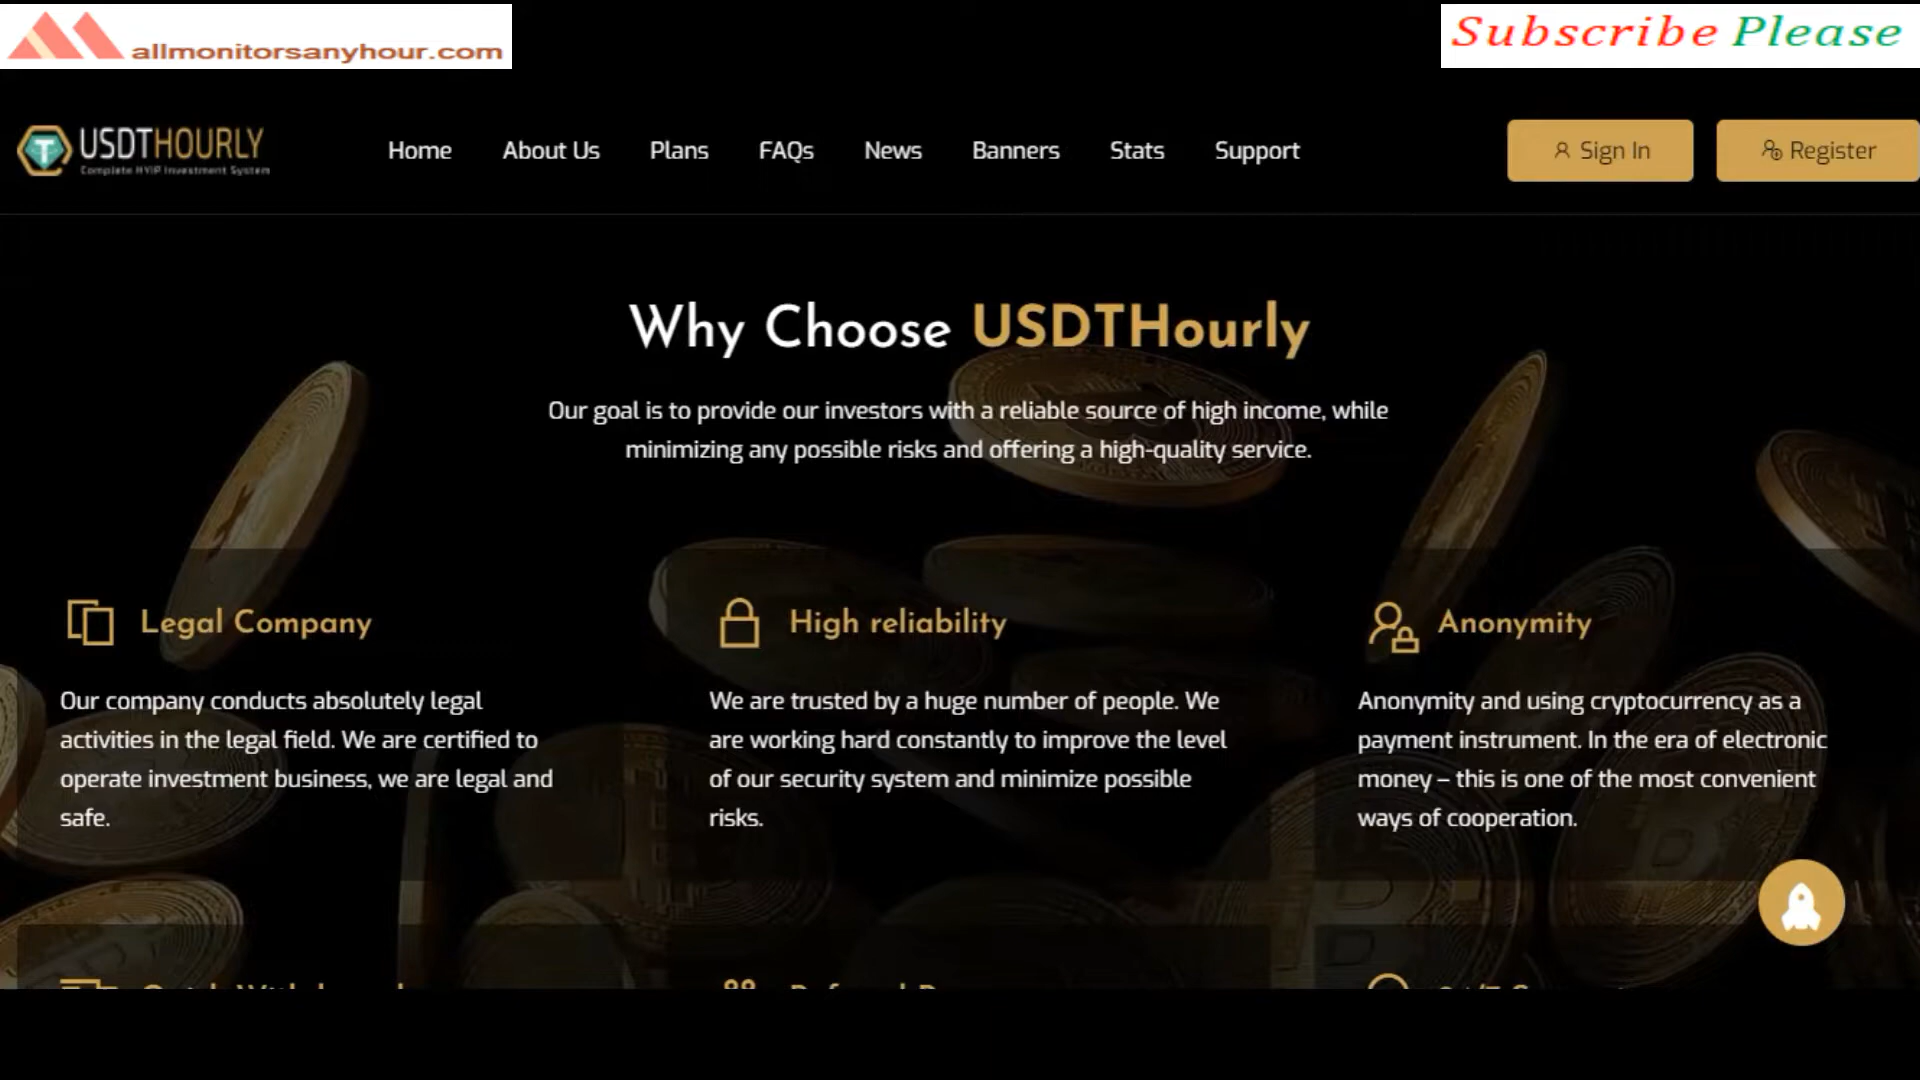 allmonitorsanyhour.com
Subscribe Please
USDTHOURLY
Complete HYIP Investment System
Home About Us Plans FAQs News Banners Stats Support
Sign In
Register
Why Choose USDTHourly
Our goal is to provide our investors with a reliable source of high income, while
minimizing any possible risks and offering a high-quality service.
Legal Company
Our company conducts absolutely legal
activities in the legal field. We are certified to
operate investment business, we are legal and
safe.
High reliability
We are trusted by a huge number of people. We
are working hard constantly to improve the level
of our security system and minimize possible
risks.
Anonymity
Anonymity and using cryptocurrency as a
payment instrument. In the era of electronic
money – this is one of the most convenient
ways of cooperation.